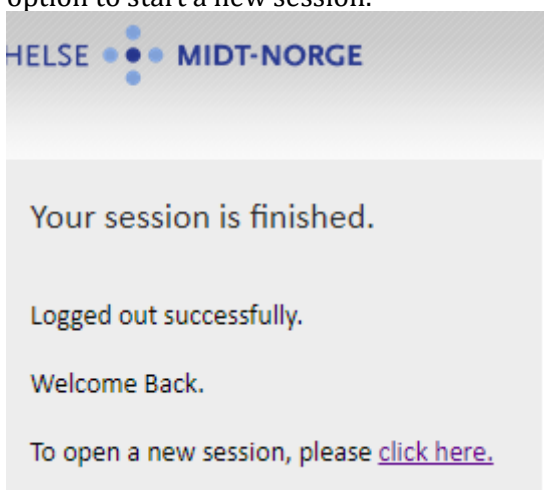 option to start a new session.
HELSE MIDT-NORGE
Your session is finished.
Logged out successfully.
Welcome Back.
To open a new session, please click here.